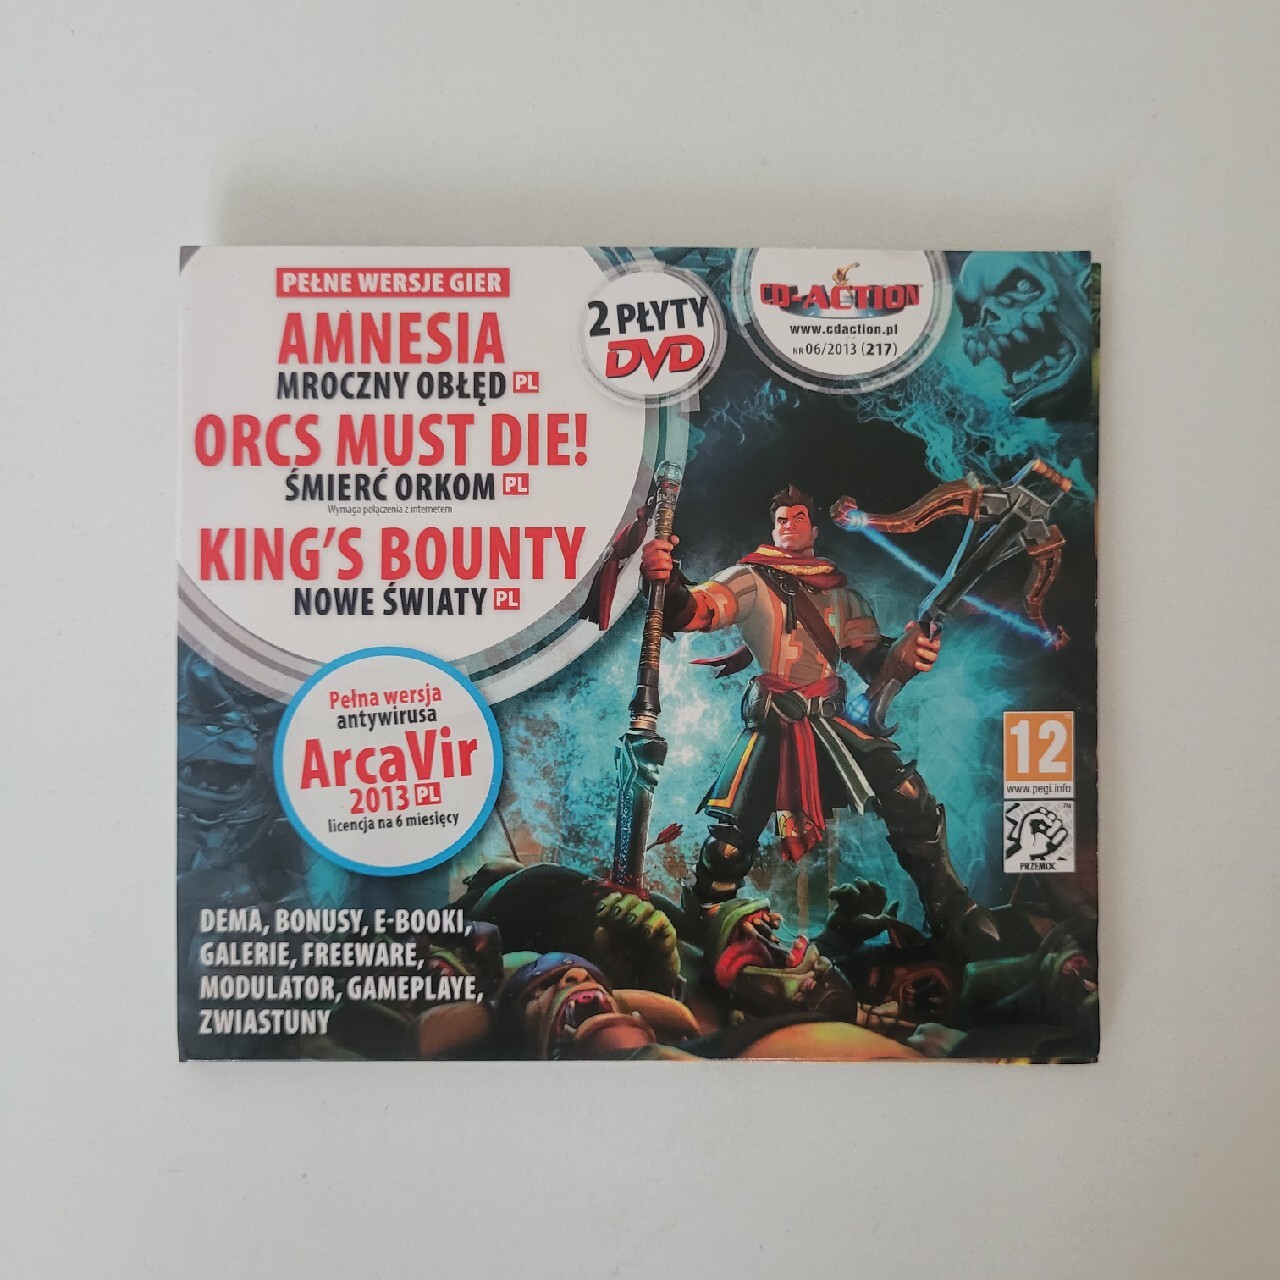 PEŁNE WERSJE GIER
AMNESIA
MROCZNY OBŁĘD PL
ORCS MUST DIE!
ŚMIERĆ ORKOM PL
Wymaga połączenia z internetem
KING'S BOUNTY
NOWE ŚWIATY PL
2 PŁYTY
DVD
CD-ACTION
www.cdaction.pl
NR 06/2013 (217)
Pełna wersja
antywirusa
ArcaVir
2013 PL
licencja na 6 miesięcy
12
www.pegi.info
PRZEMOC
TM
DEMA, BONUSY, E-BOOKI,
GALERIE, FREEWARE,
MODULATOR, GAMEPLAYE,
ZWIASTUNY